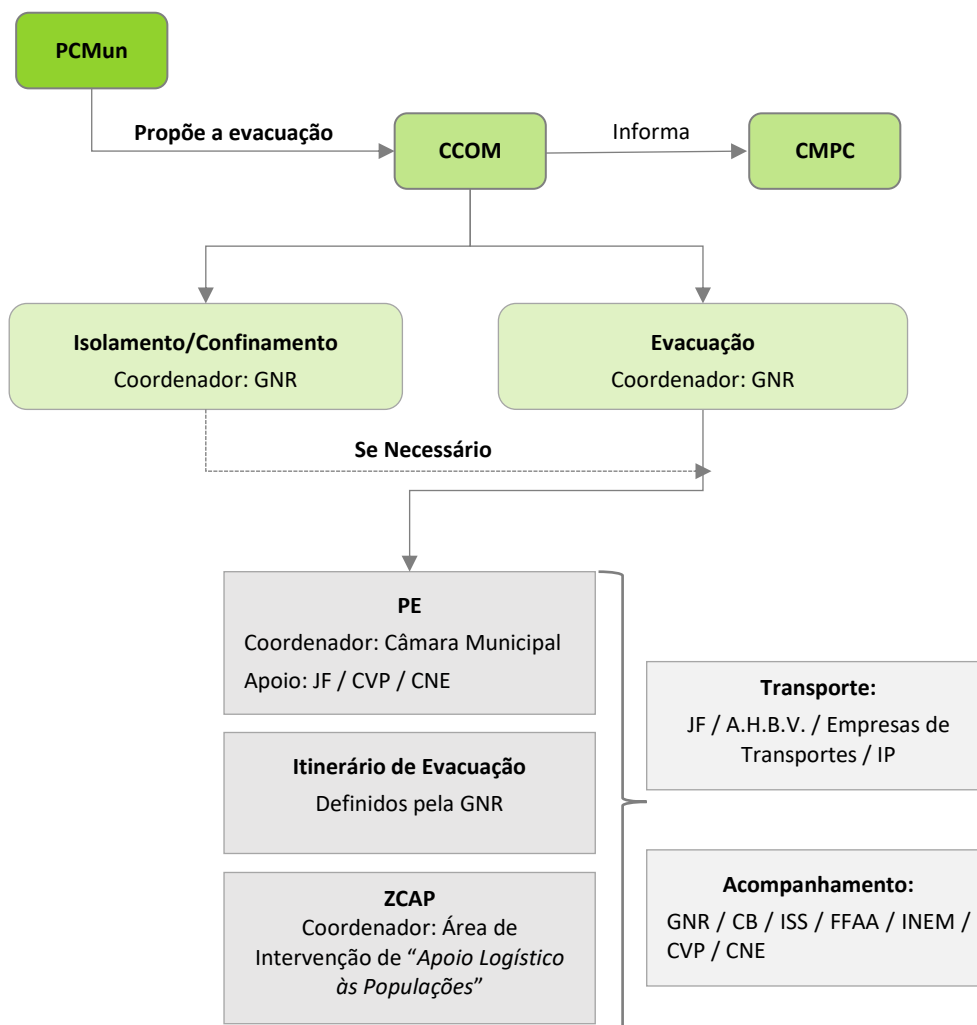 PCMun
Propõe a evacuação
CCOM
Informa
CMPC
Isolamento/Confinamento
Coordenador: GNR
Evacuação
Coordenador: GNR
Se Necessário
PE
Coordenador: Câmara Municipal
Apoio: JF / CVP / CNE
Itinerário de Evacuação
Definidos pela GNR
ZCAP
Coordenador: Área de
Intervenção de “Apoio Logístico
às Populações”
Transporte:
JF / A.H.B.V. / Empresas de
Transportes / IP
Acompanhamento:
GNR / CB / ISS / FFAA / INEM /
CVP / CNE